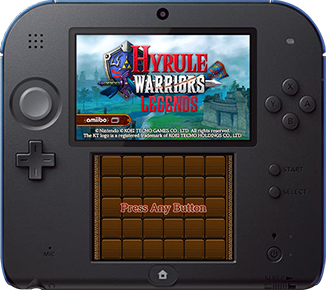 HYRULE
WARRIORS
LEGENDS
amiibo
©Nintendo © KOEI TECMO GAMES CO., LTD. All rights reserved.
The KT logo is a registered trademark of KOEI TECMO HOLDINGS CO., LTD.
Press Any Button
START
SELECT
MIC
X
Y
A
B